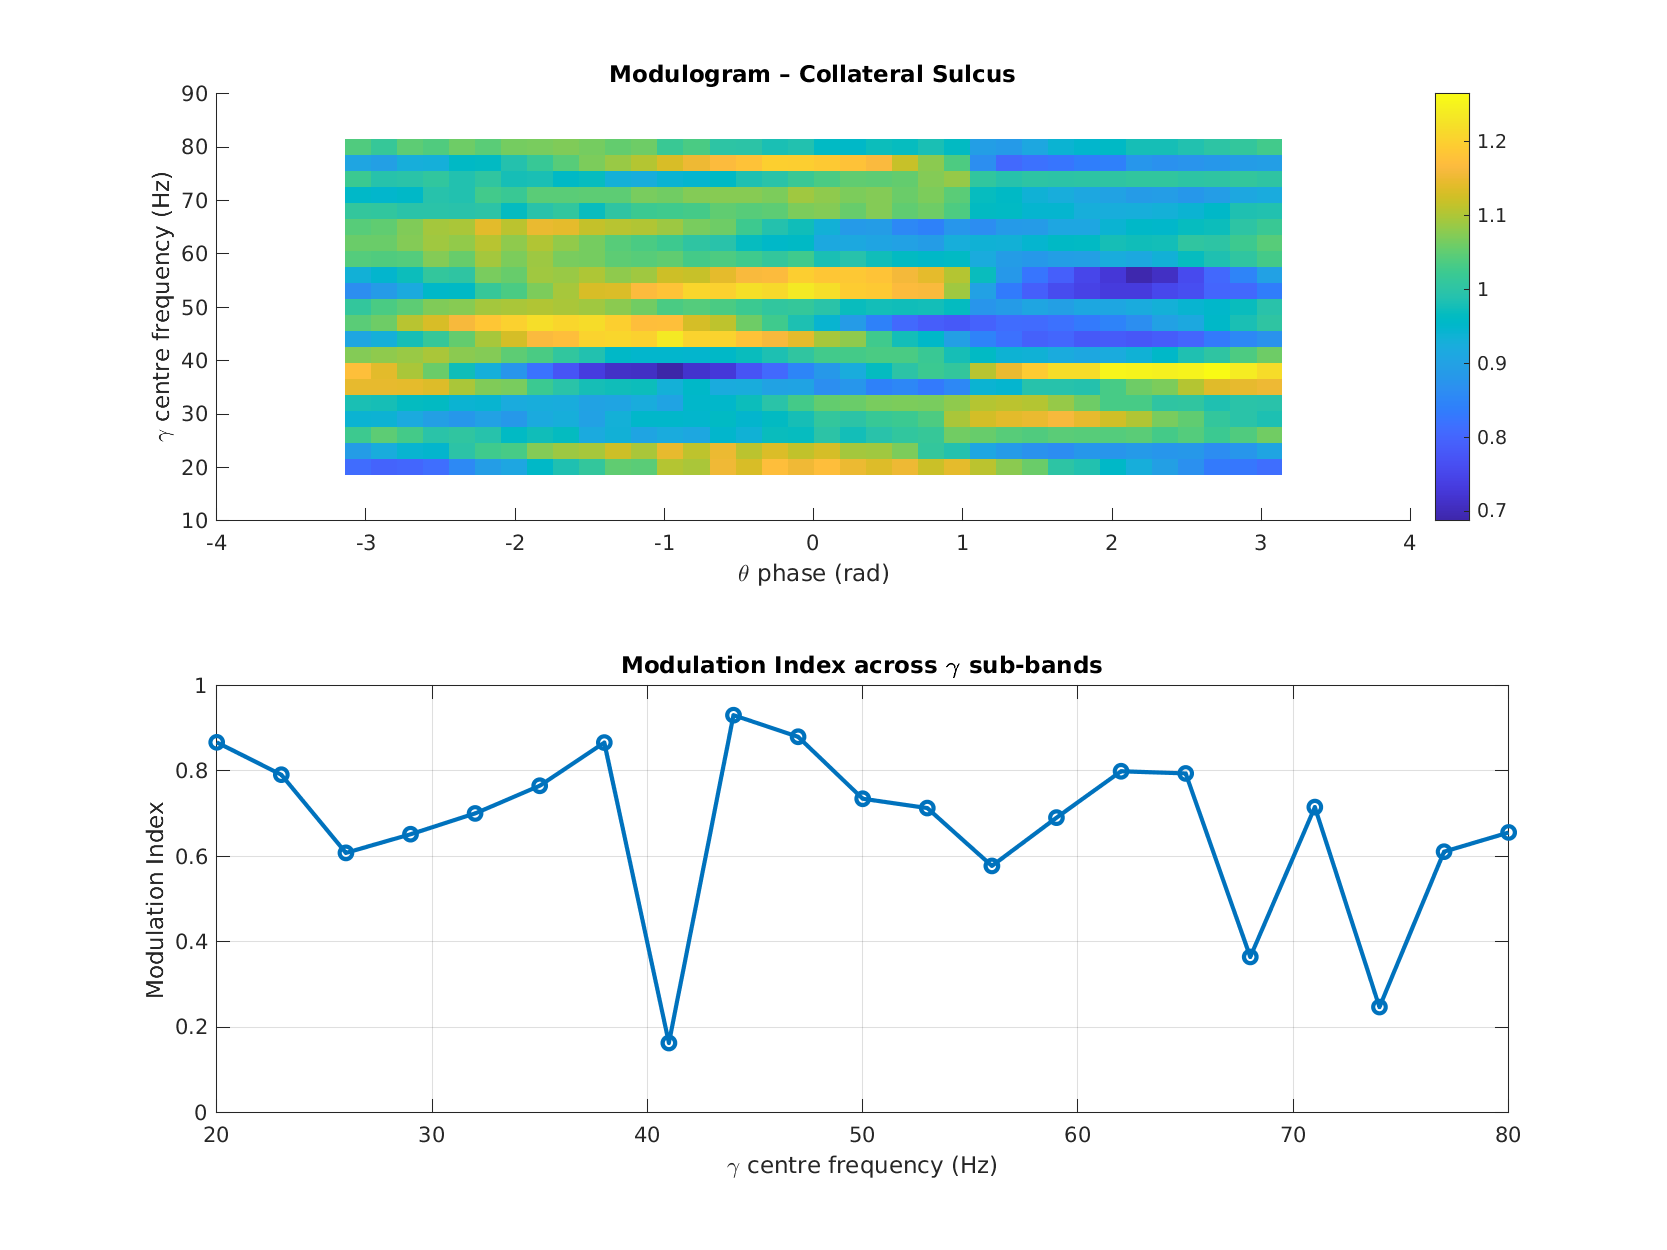 Modulogram – Collateral Sulcus
90
80
70
60
50
40
30
20
10
γ centre frequency (Hz)
-4 -3 -2 -1 0 1 2 3 4
θ phase (rad)
1.2
1.1
1
0.9
0.8
0.7
Modulation Index across γ sub-bands
1
0.8
0.6
0.4
0.2
0
Modulation Index
20 30 40 50 60 70 80
γ centre frequency (Hz)